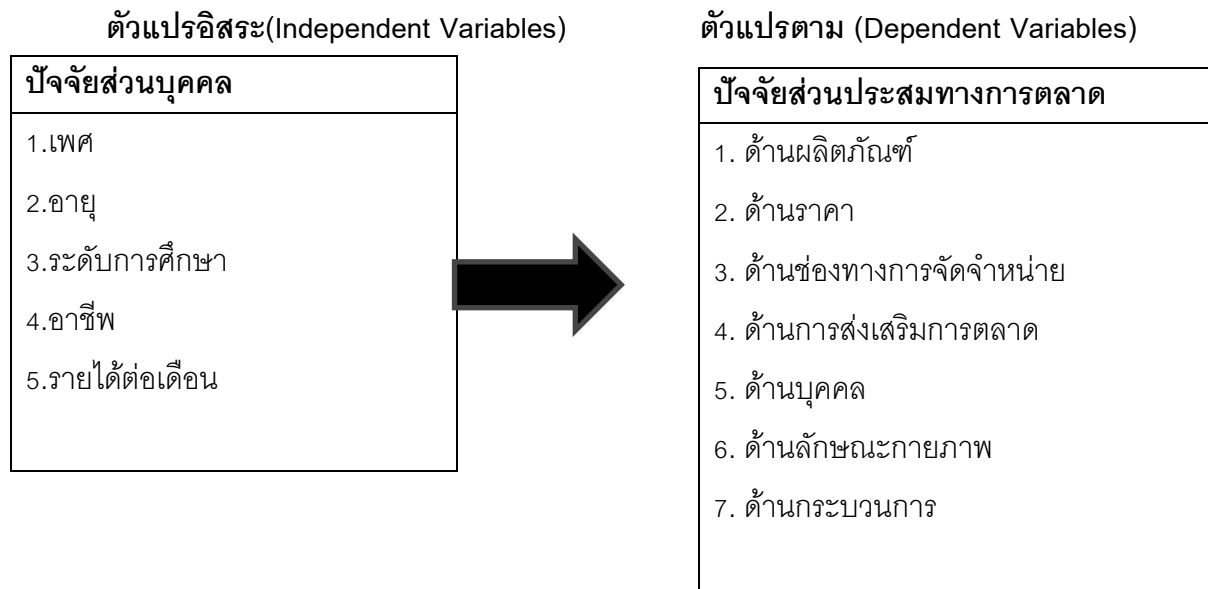 ตัวแปรอิสระ(Independent Variables)
ปัจจัยส่วนบุคคล
1.เพศ
2.อายุ
3.ระดับการศึกษา
4.อาชีพ
5.รายได้ต่อเดือน
ตัวแปรตาม (Dependent Variables)
ปัจจัยส่วนประสมทางการตลาด
1. ด้านผลิตภัณฑ์
2. ด้านราคา
3. ด้านช่องทางการจัดจำหน่าย
4. ด้านการส่งเสริมการตลาด
5. ด้านบุคคล
6. ด้านลักษณะกายภาพ
7. ด้านกระบวนการ